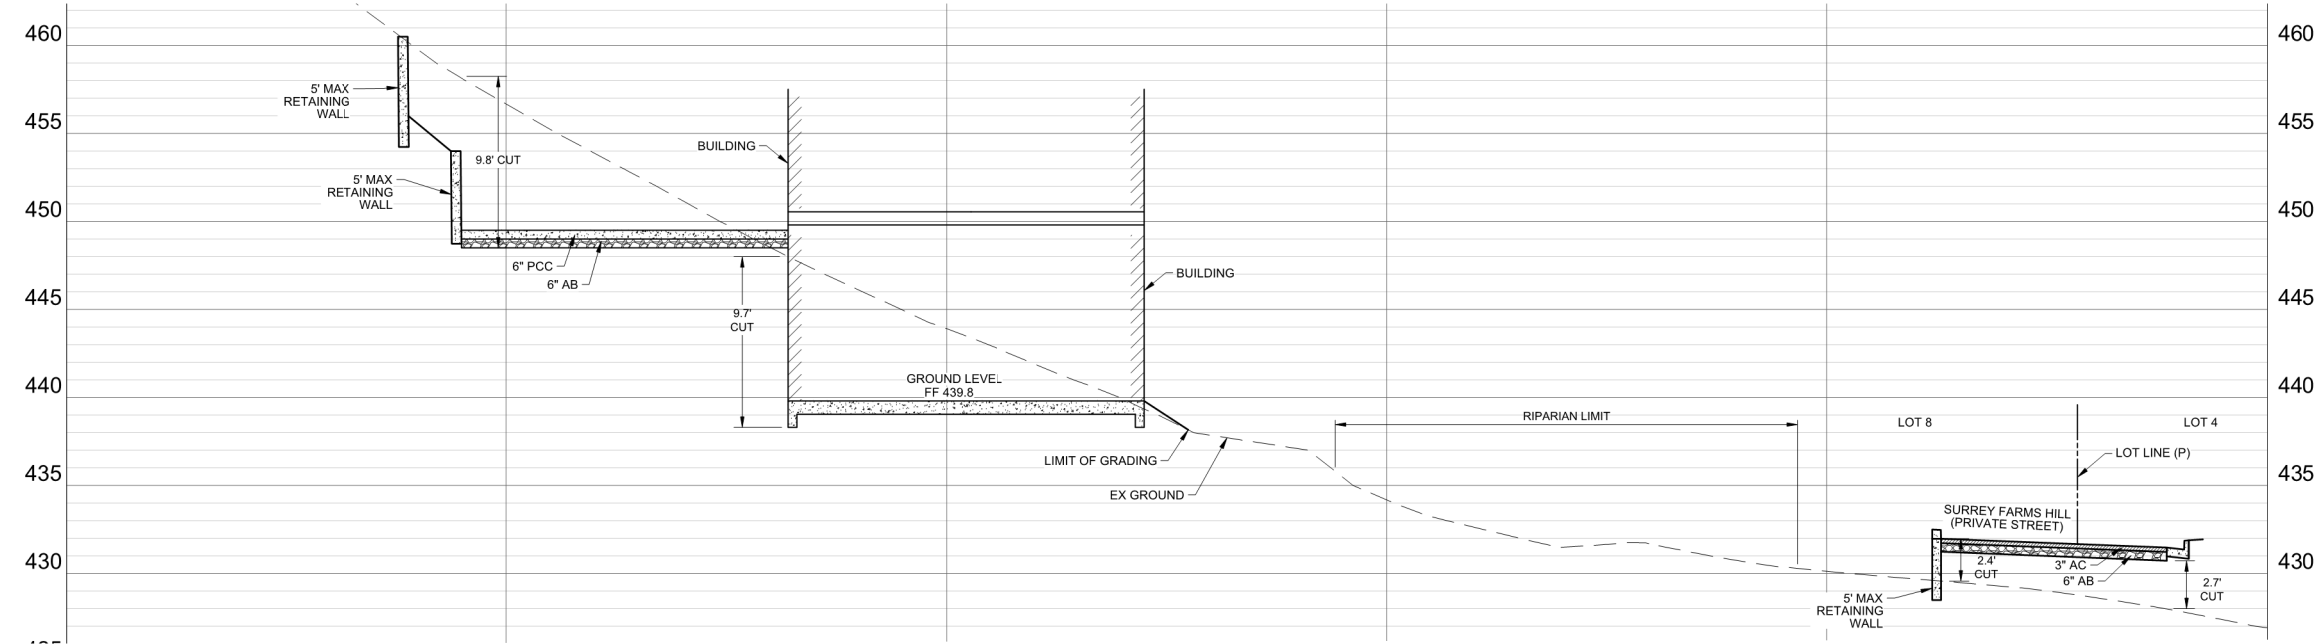 460
460
5' MAX
RETAINING
WALL
455
9.8' CUT
BUILDING
455
5' MAX
RETAINING
WALL
450
450
6" PCC
6" AB
BUILDING
445
9.7'
CUT
445
440
GROUND LEVEL
FF 439.8
440
RIPARIAN LIMIT
LOT 8
LOT 4
LIMIT OF GRADING
LOT LINE (P)
435
EX GROUND
435
SURREY FARMS HILL
(PRIVATE STREET)
430
2.4'
CUT
3" AC
6" AB
430
5' MAX
RETAINING
WALL
2.7'
CUT